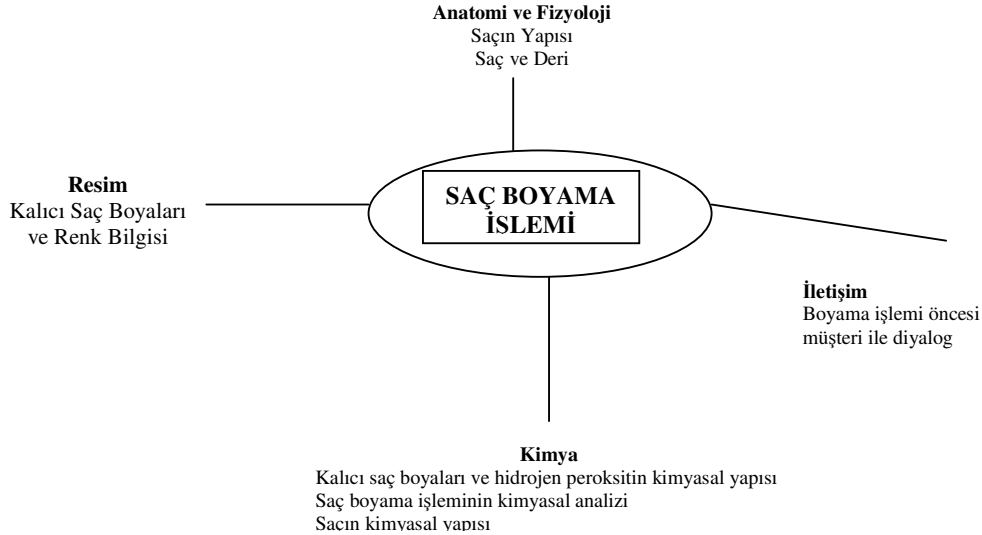 Anatomi ve Fizyoloji
Saçın Yapısı
Saç ve Deri
Resim
Kalıcı Saç Boyaları
ve Renk Bilgisi
SAÇ BOYAMA
İSLEMİ
İletişim
Boyama işlemi öncesi
müşteri ile diyalog
Kimya
Kalıcı saç boyaları ve hidrojen peroksitin kimyasal yapısı
Saç boyama işleminin kimyasal analizi
Saçın kimyasal yapısı